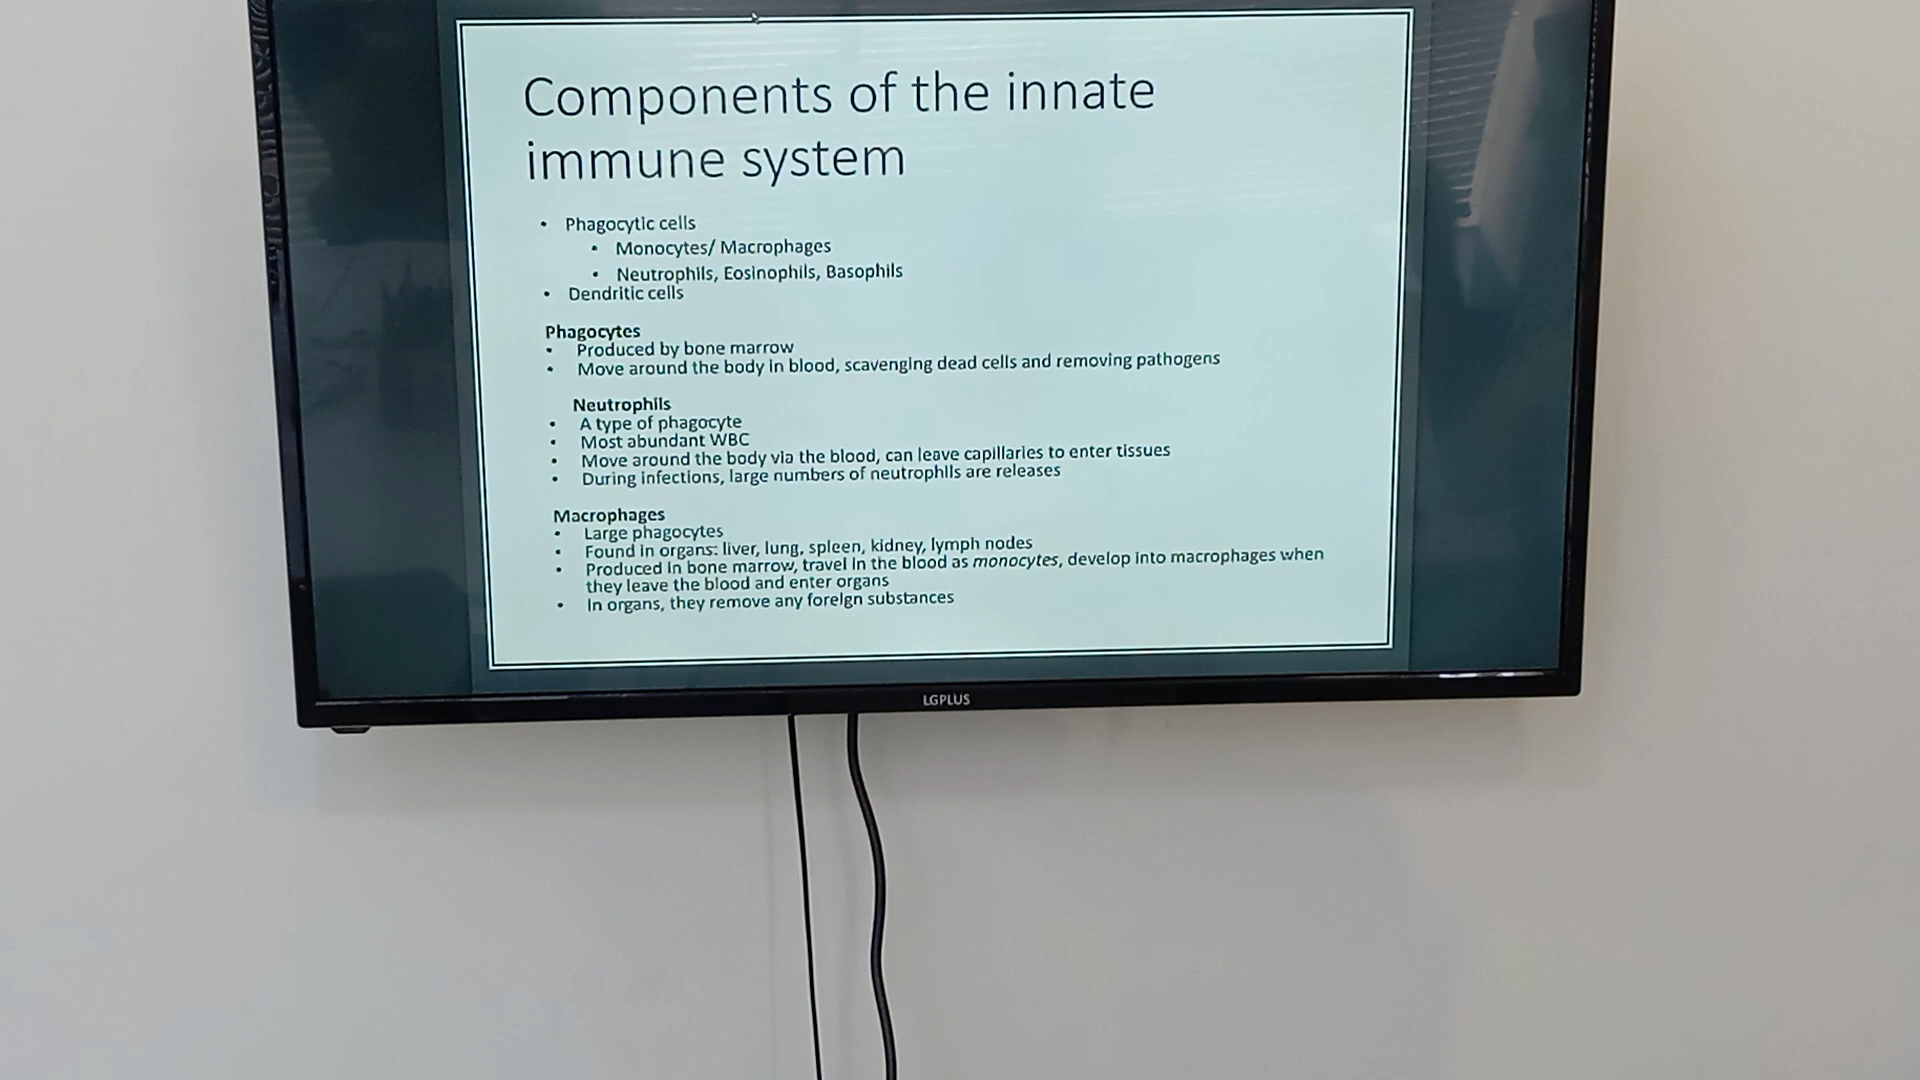 Components of the innate
immune system
• Phagocytic cells
• Monocytes/ Macrophages
• Neutrophils, Eosinophils, Basophils
• Dendritic cells
Phagocytes
• Produced by bone marrow
• Move around the body in blood, scavenging dead cells and removing pathogens
Neutrophils
• A type of phagocyte
• Most abundant WBC
• Move around the body via the blood, can leave capillaries to enter tissues
• During infections, large numbers of neutrophils are releases
Macrophages
• Large phagocytes
• Found in organs: liver, lung, spleen, kidney, lymph nodes
• Produced in bone marrow, travel in the blood as monocytes, develop into macrophages when
they leave the blood and enter organs
• In organs, they remove any foreign substances
LGPLUS